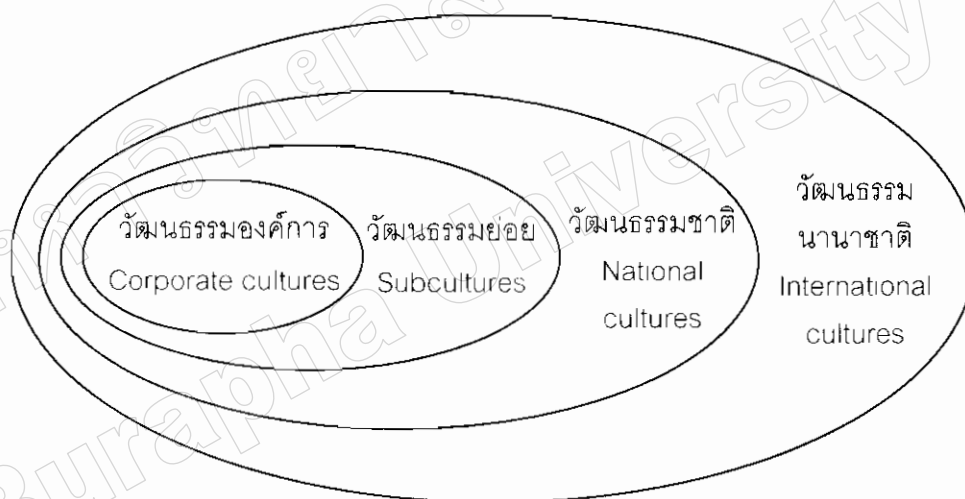 วัฒนธรรมองค์การ
Corporate cultures
วัฒนธรรมย่อย
Subcultures
วัฒนธรรมชาติ
National
cultures
วัฒนธรรม
นานาชาติ
International
cultures
Burapha University